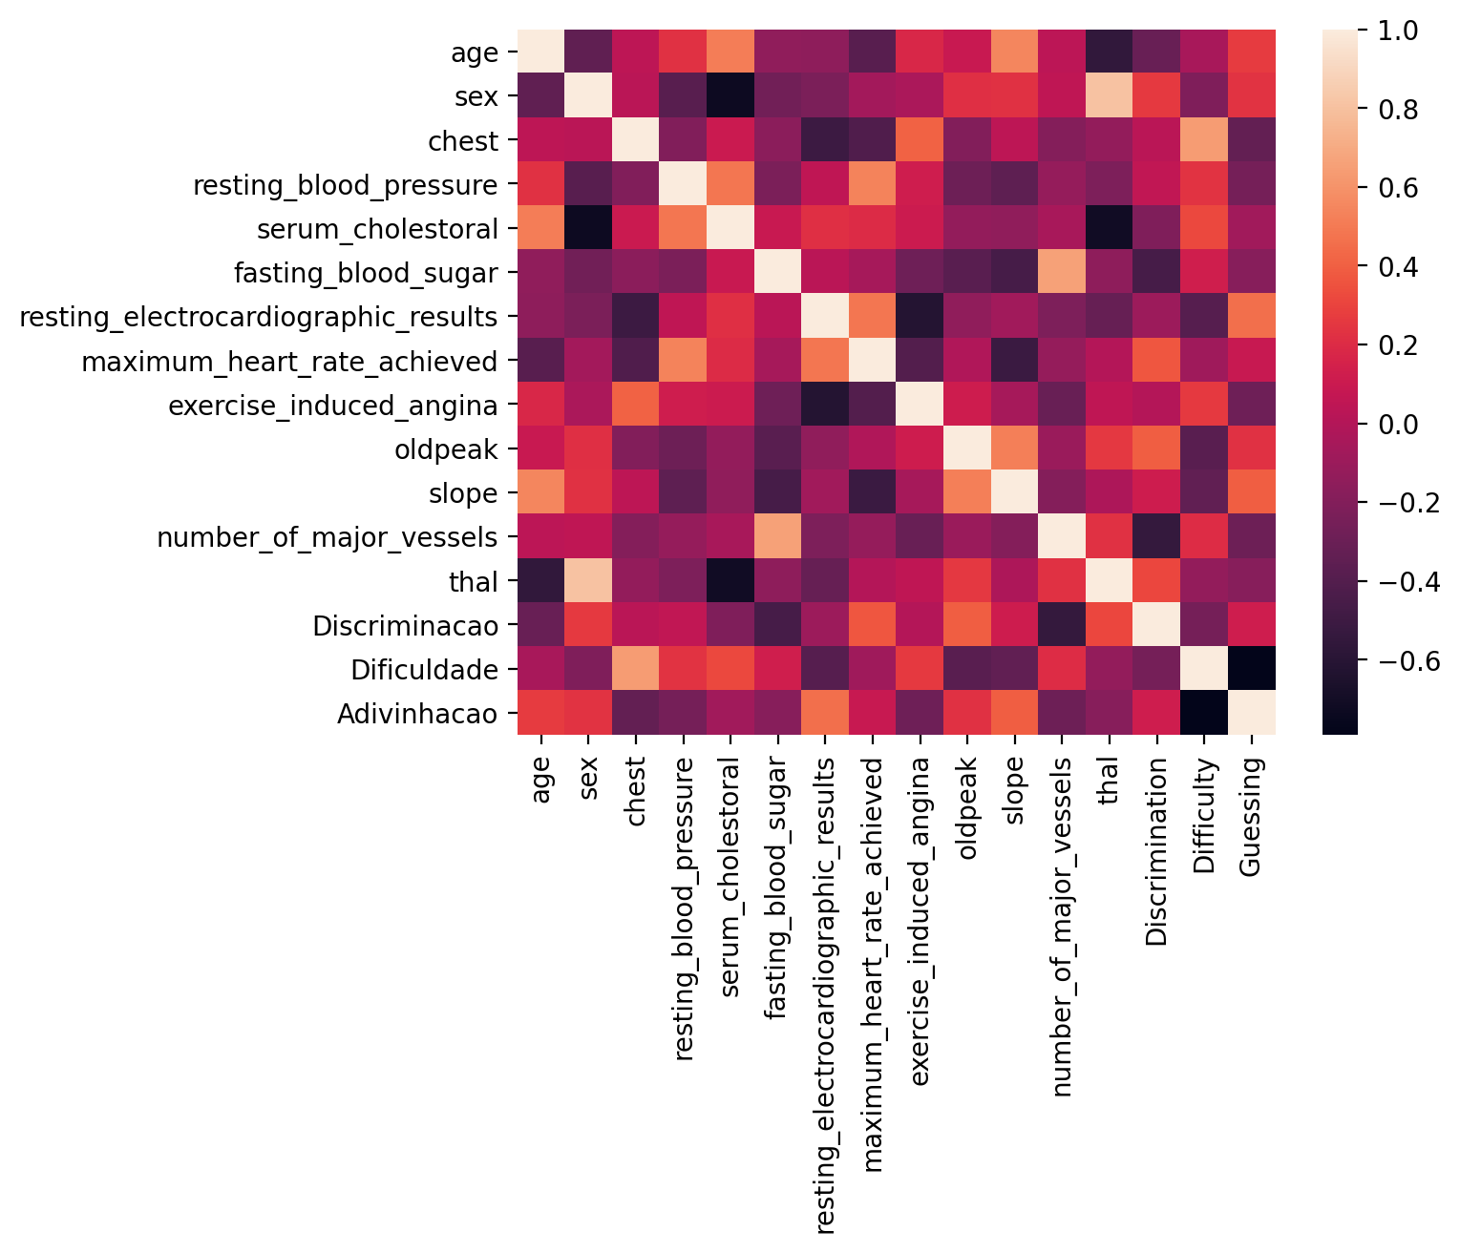 age
sex
chest
resting_blood_pressure
serum_cholestoral
fasting_blood_sugar
resting_electrocardiographic_results
maximum_heart_rate_achieved
exercise_induced_angina
oldpeak
slope
number_of_major_vessels
thal
Discriminacao
Dificuldade
Adivinhacao
age
sex
chest
resting_blood_pressure
serum_cholestoral
fasting_blood_sugar
resting_electrocardiographic_results
maximum_heart_rate_achieved
exercise_induced_angina
oldpeak
slope
number_of_major_vessels
thal
Discrimination
Difficulty
Guessing
1.0
0.8
0.6
0.4
0.2
0.0
−0.2
−0.4
−0.6